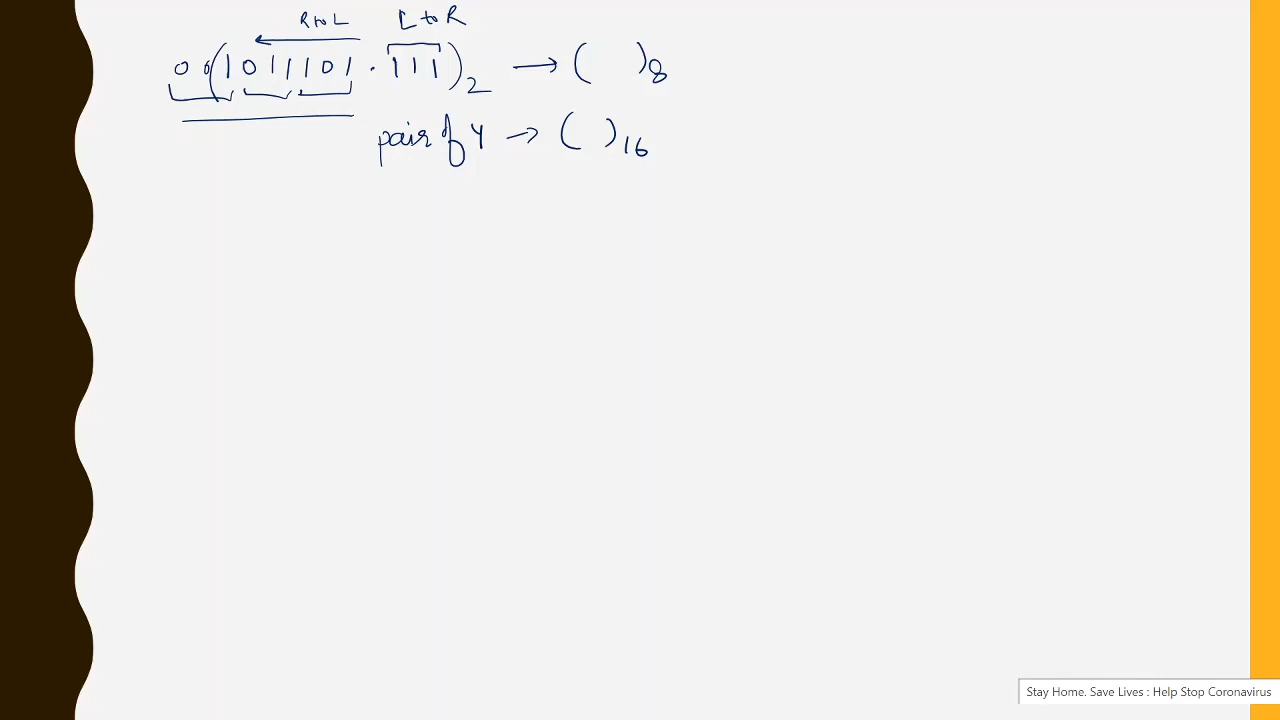 R to L L to R
0 0(1011101 . 111)2 → ( )8
pair of 4 → ( )16
Stay Home. Save Lives : Help Stop Coronavirus